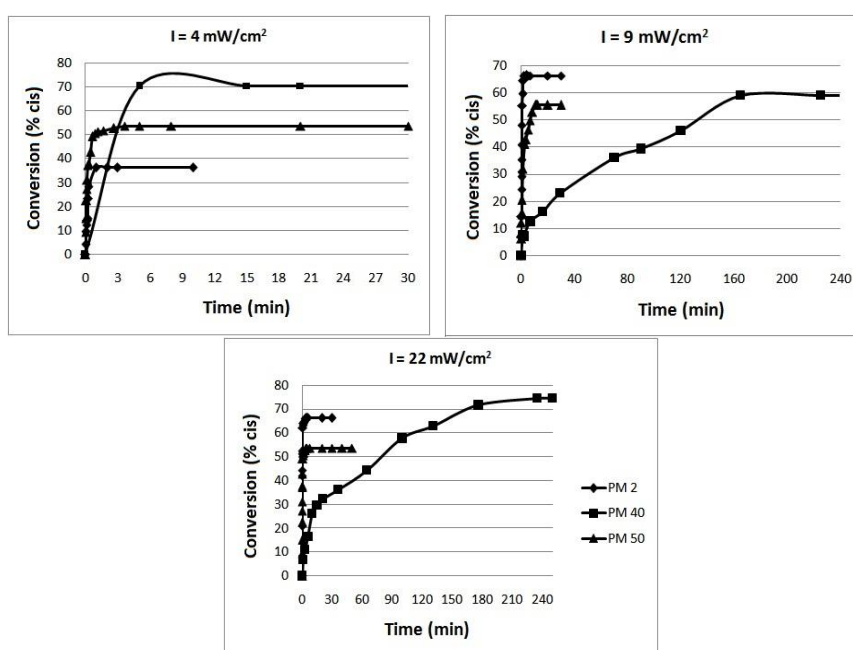 I = 4 mW/cm²
Conversion (% cis)
80
70
60
50
40
30
20
10
0
0 3 6 9 12 15 18 21 24 27 30
Time (min)
I = 9 mW/cm²
Conversion (% cis)
70
60
50
40
30
20
10
0
0 40 80 120 160 200 240
Time (min)
I = 22 mW/cm²
Conversion (% cis)
80
70
60
50
40
30
20
10
0
0 30 60 90 120 150 180 210 240
Time (min)
PM 2
PM 40
PM 50